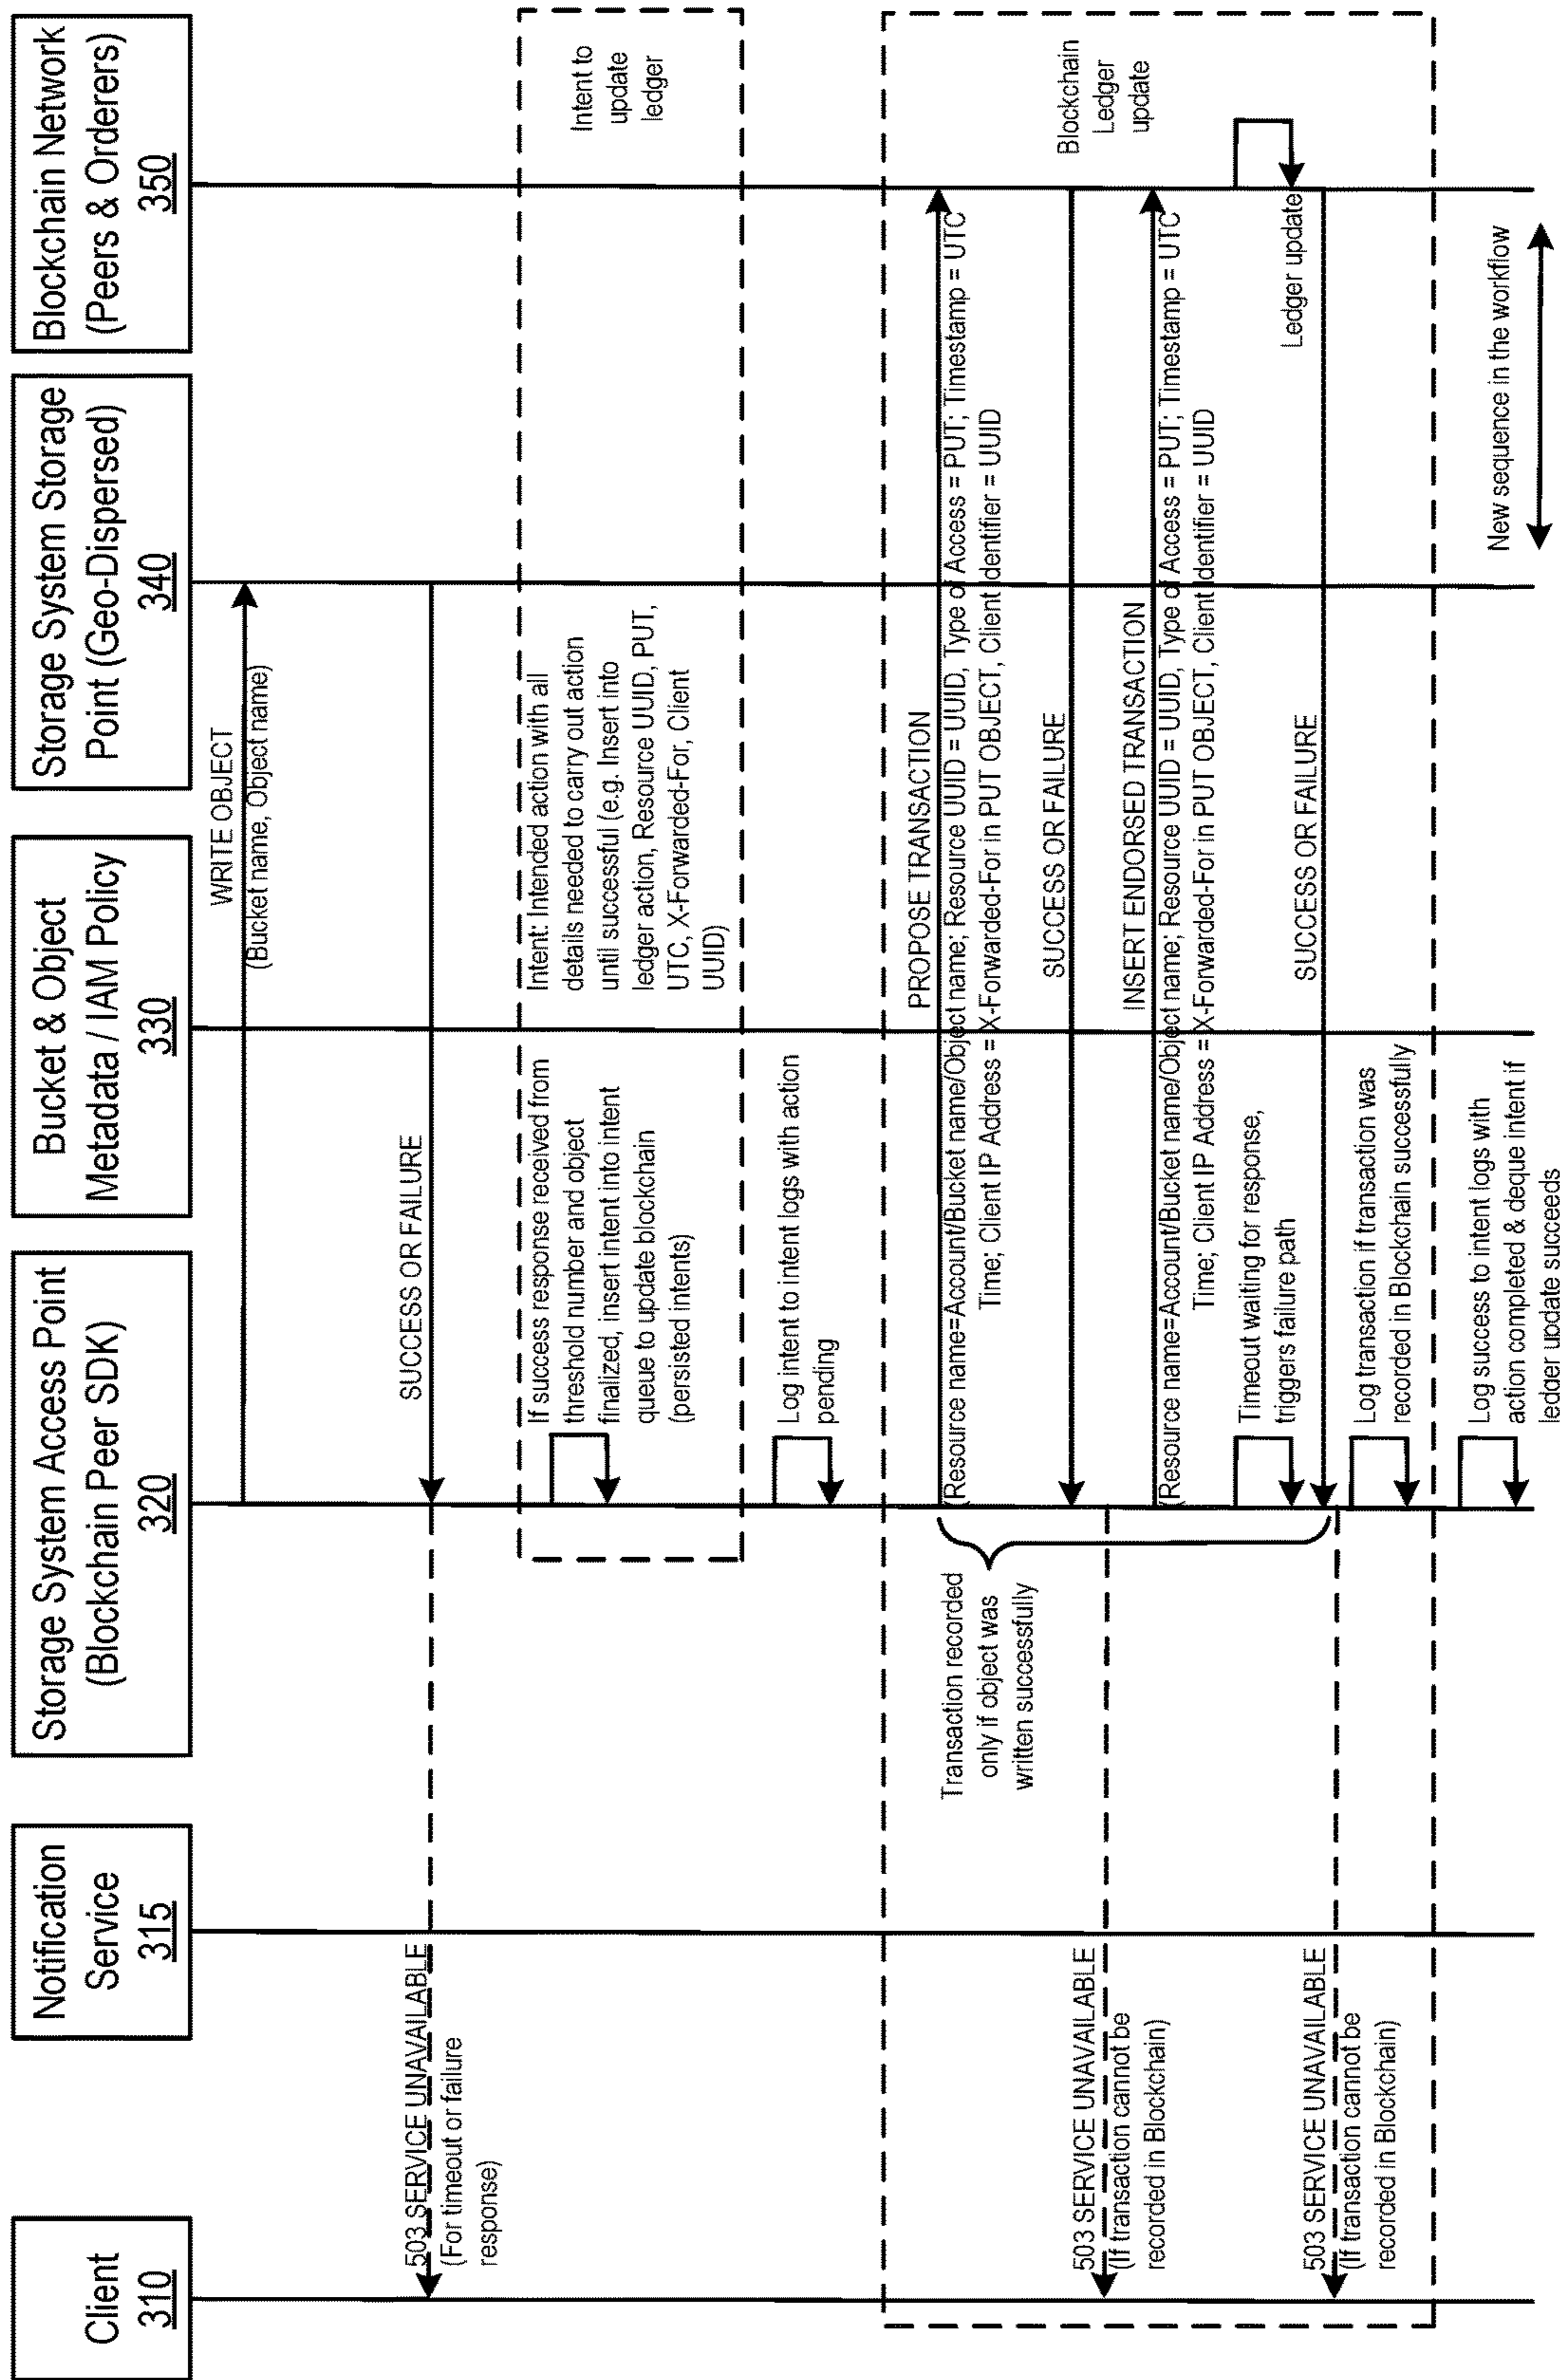 Client
310
Notification
Service
315
Storage System Access Point
(Blockchain Peer SDK)
320
Bucket & Object
Metadata / IAM Policy
330
Storage System Storage
Point (Geo-Dispersed)
340
Blockchain Network
(Peers & Orderers)
350
WRITE OBJECT
(Bucket name, Object name)
503 SERVICE UNAVAILABLE
(For timeout or failure
response)
SUCCESS OR FAILURE
If success response received from
threshold number and object
finalized, insert intent into intent
queue to update blockchain
(persisted intents)
Intent: Intended action with all
details needed to carry out action
until successful (e.g. Insert into
ledger action, Resource UUID, PUT,
UTC, X-Forwarded-For, Client
UUID)
Intent to
update
ledger
Log intent to intent logs with action
pending
Transaction recorded
only if object was
written successfully
PROPOSE TRANSACTION
(Resource name=Account/Bucket name/Object name; Resource UUID = UUID, Type of Access = PUT; Timestamp = UTC
Time; Client IP Address = X-Forwarded-For in PUT OBJECT, Client Identifier = UUID
Blockchain
Ledger
update
503 SERVICE UNAVAILABLE
(If transaction cannot be
recorded in Blockchain)
SUCCESS OR FAILURE
INSERT ENDORSED TRANSACTION
(Resource name=Account/Bucket name/Object name; Resource UUID = UUID, Type of Access = PUT; Timestamp = UTC
Time; Client IP Address = X-Forwarded-For in PUT OBJECT, Client Identifier = UUID
Timeout waiting for response,
triggers failure path
Ledger update
503 SERVICE UNAVAILABLE
(If transaction cannot be
recorded in Blockchain)
SUCCESS OR FAILURE
Log transaction if transaction was
recorded in Blockchain successfully
Log success to intent logs with
action completed & deque intent if
ledger update succeeds
New sequence in the workflow